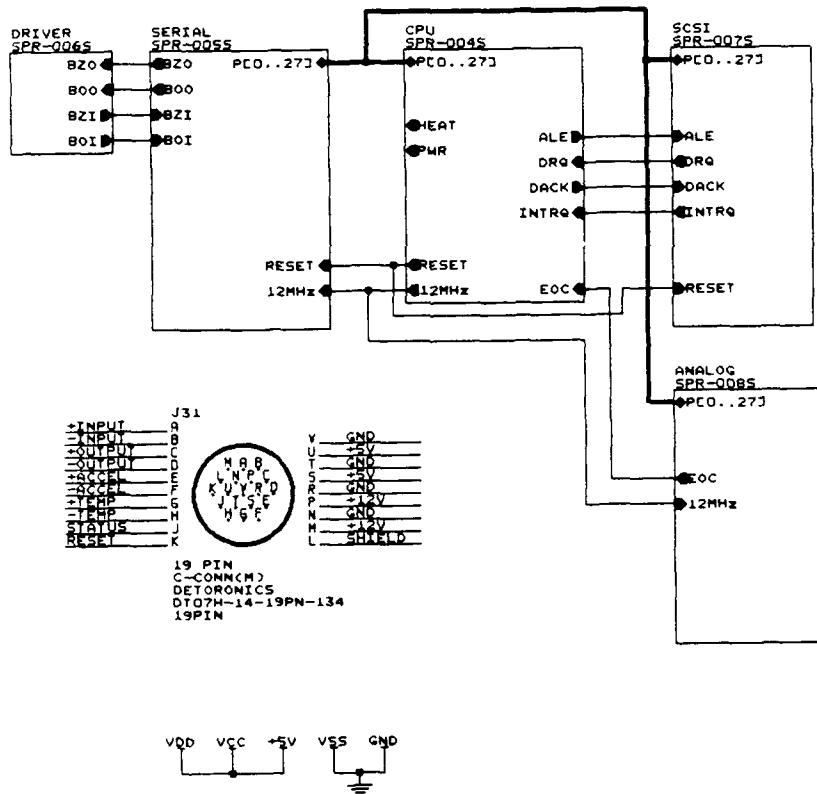 DRIVER
SPR-006S
BZO
BOO
BZI
BOI
SERIAL
SPR-005S
BZO
BOO
BZI
BOI
P[0..27]
RESET
12MHz
CPU
SPR-004S
P[0..27]
HEAT
PWR
RESET
12MHz
ALE
DRQ
DACK
INTRQ
EOC
SCSI
SPR-007S
P[0..27]
ALE
DRQ
DACK
INTRQ
RESET
ANALOG
SPR-008S
P[0..27]
EOC
12MHz
J31
+INPUT A
-INPUT B
+OUTPUT C
-OUTPUT D
+ACCEL E
-ACCEL F
+TEMP G
-TEMP H
STATUS J
RESET K
M A B
L N P C
K U V R D
J T S E
H G F
V GND
U +5V
T GND
S +5V
R GND
P +12V
N GND
M +12V
L SHIELD
19 PIN
C-CONN(M)
DETORONICS
DT07H-14-19PN-134
19PIN
VDD VCC +5V VSS GND